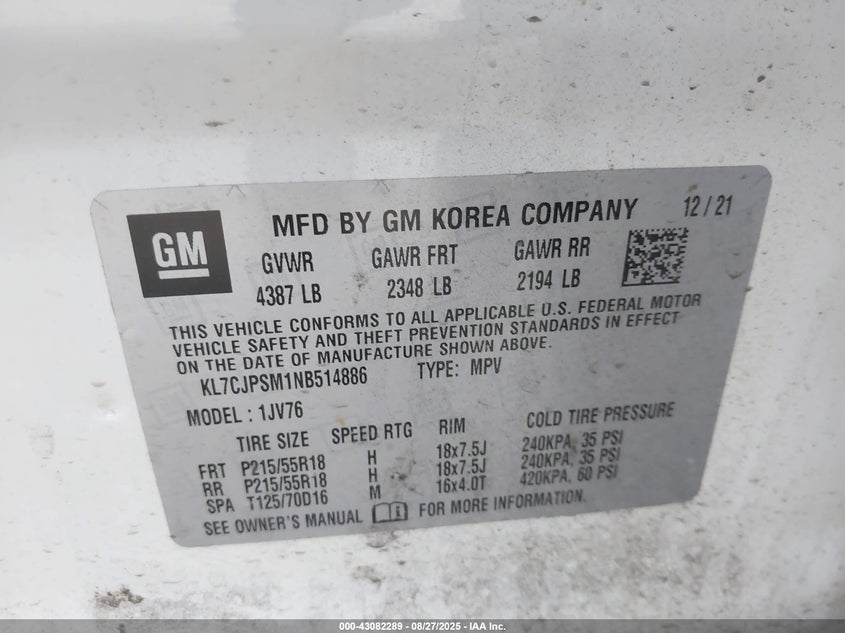 GM
MFD BY GM KOREA COMPANY 12/21
GVWR GAWR FRT GAWR RR
4387 LB 2348 LB 2194 LB
THIS VEHICLE CONFORMS TO ALL APPLICABLE U.S. FEDERAL MOTOR
VEHICLE SAFETY AND THEFT PREVENTION STANDARDS IN EFFECT
ON THE DATE OF MANUFACTURE SHOWN ABOVE.
KL7CJPSM1NB514886 TYPE: MPV
MODEL : 1JV76
TIRE SIZE SPEED RTG RIM COLD TIRE PRESSURE
FRT P215/55R18 H 18x7.5J 240KPA, 35 PSI
RR P215/55R18 H 18x7.5J 240KPA, 35 PSI
SPA T125/70D16 M 16x4.0T 420KPA, 60 PSI
SEE OWNER'S MANUAL i FOR MORE INFORMATION.
000-43082289 - 08/27/2025 - IAA Inc.